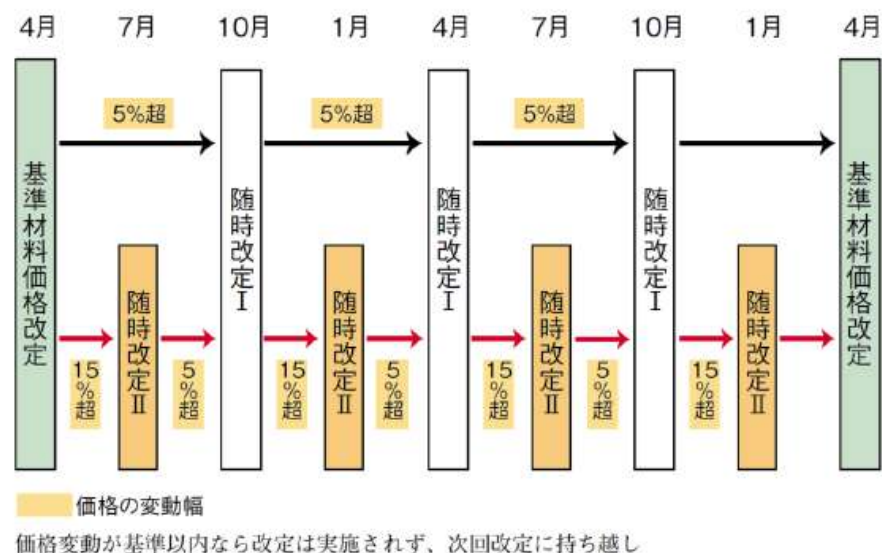 4月 7月 10月 1月 4月 7月 10月 1月 4月
5%超 5%超 5%超
基準材料価格改定
随時改定Ⅱ
随時改定Ⅰ
随時改定Ⅱ
随時改定Ⅰ
随時改定Ⅱ
随時改定Ⅰ
随時改定Ⅱ
基準材料価格改定
15%超 5%超 15%超 5%超 15%超 5%超 15%超
価格の変動幅
価格変動が基準以内なら改定は実施されず、次回改定に持ち越し